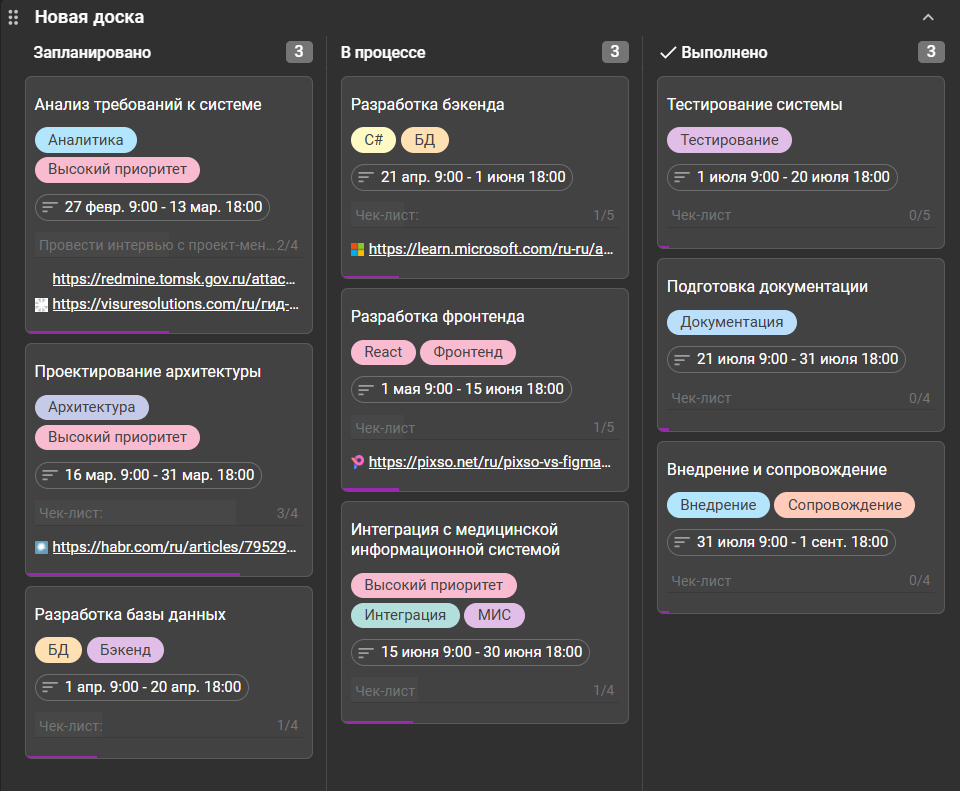 Новая доска
Запланировано 3
Анализ требований к системе
Аналитика
Высокий приоритет
27 февр. 9:00 - 13 мар. 18:00
Провести интервью с проект-мен... 2/4
https://redmine.tomsk.gov.ru/attac...
https://visuresolutions.com/ru/гид-...
Проектирование архитектуры
Архитектура
Высокий приоритет
16 мар. 9:00 - 31 мар. 18:00
Чек-лист: 3/4
https://habr.com/ru/articles/79529...
Разработка базы данных
БД Бэкенд
1 апр. 9:00 - 20 апр. 18:00
Чек-лист: 1/4
В процессе 3
Разработка бэкенда
C# БД
21 апр. 9:00 - 1 июня 18:00
Чек-лист: 1/5
https://learn.microsoft.com/ru-ru/a...
Разработка фронтенда
React Фронтенд
1 мая 9:00 - 15 июня 18:00
Чек-лист 1/5
https://pixso.net/ru/pixso-vs-figma...
Интеграция с медицинской
информационной системой
Высокий приоритет
Интеграция МИС
15 июня 9:00 - 30 июня 18:00
Чек-лист 1/4
Выполнено 3
Тестирование системы
Тестирование
1 июля 9:00 - 20 июля 18:00
Чек-лист 0/5
Подготовка документации
Документация
21 июля 9:00 - 31 июля 18:00
Чек-лист 0/4
Внедрение и сопровождение
Внедрение Сопровождение
31 июля 9:00 - 1 сент. 18:00
Чек-лист 0/4